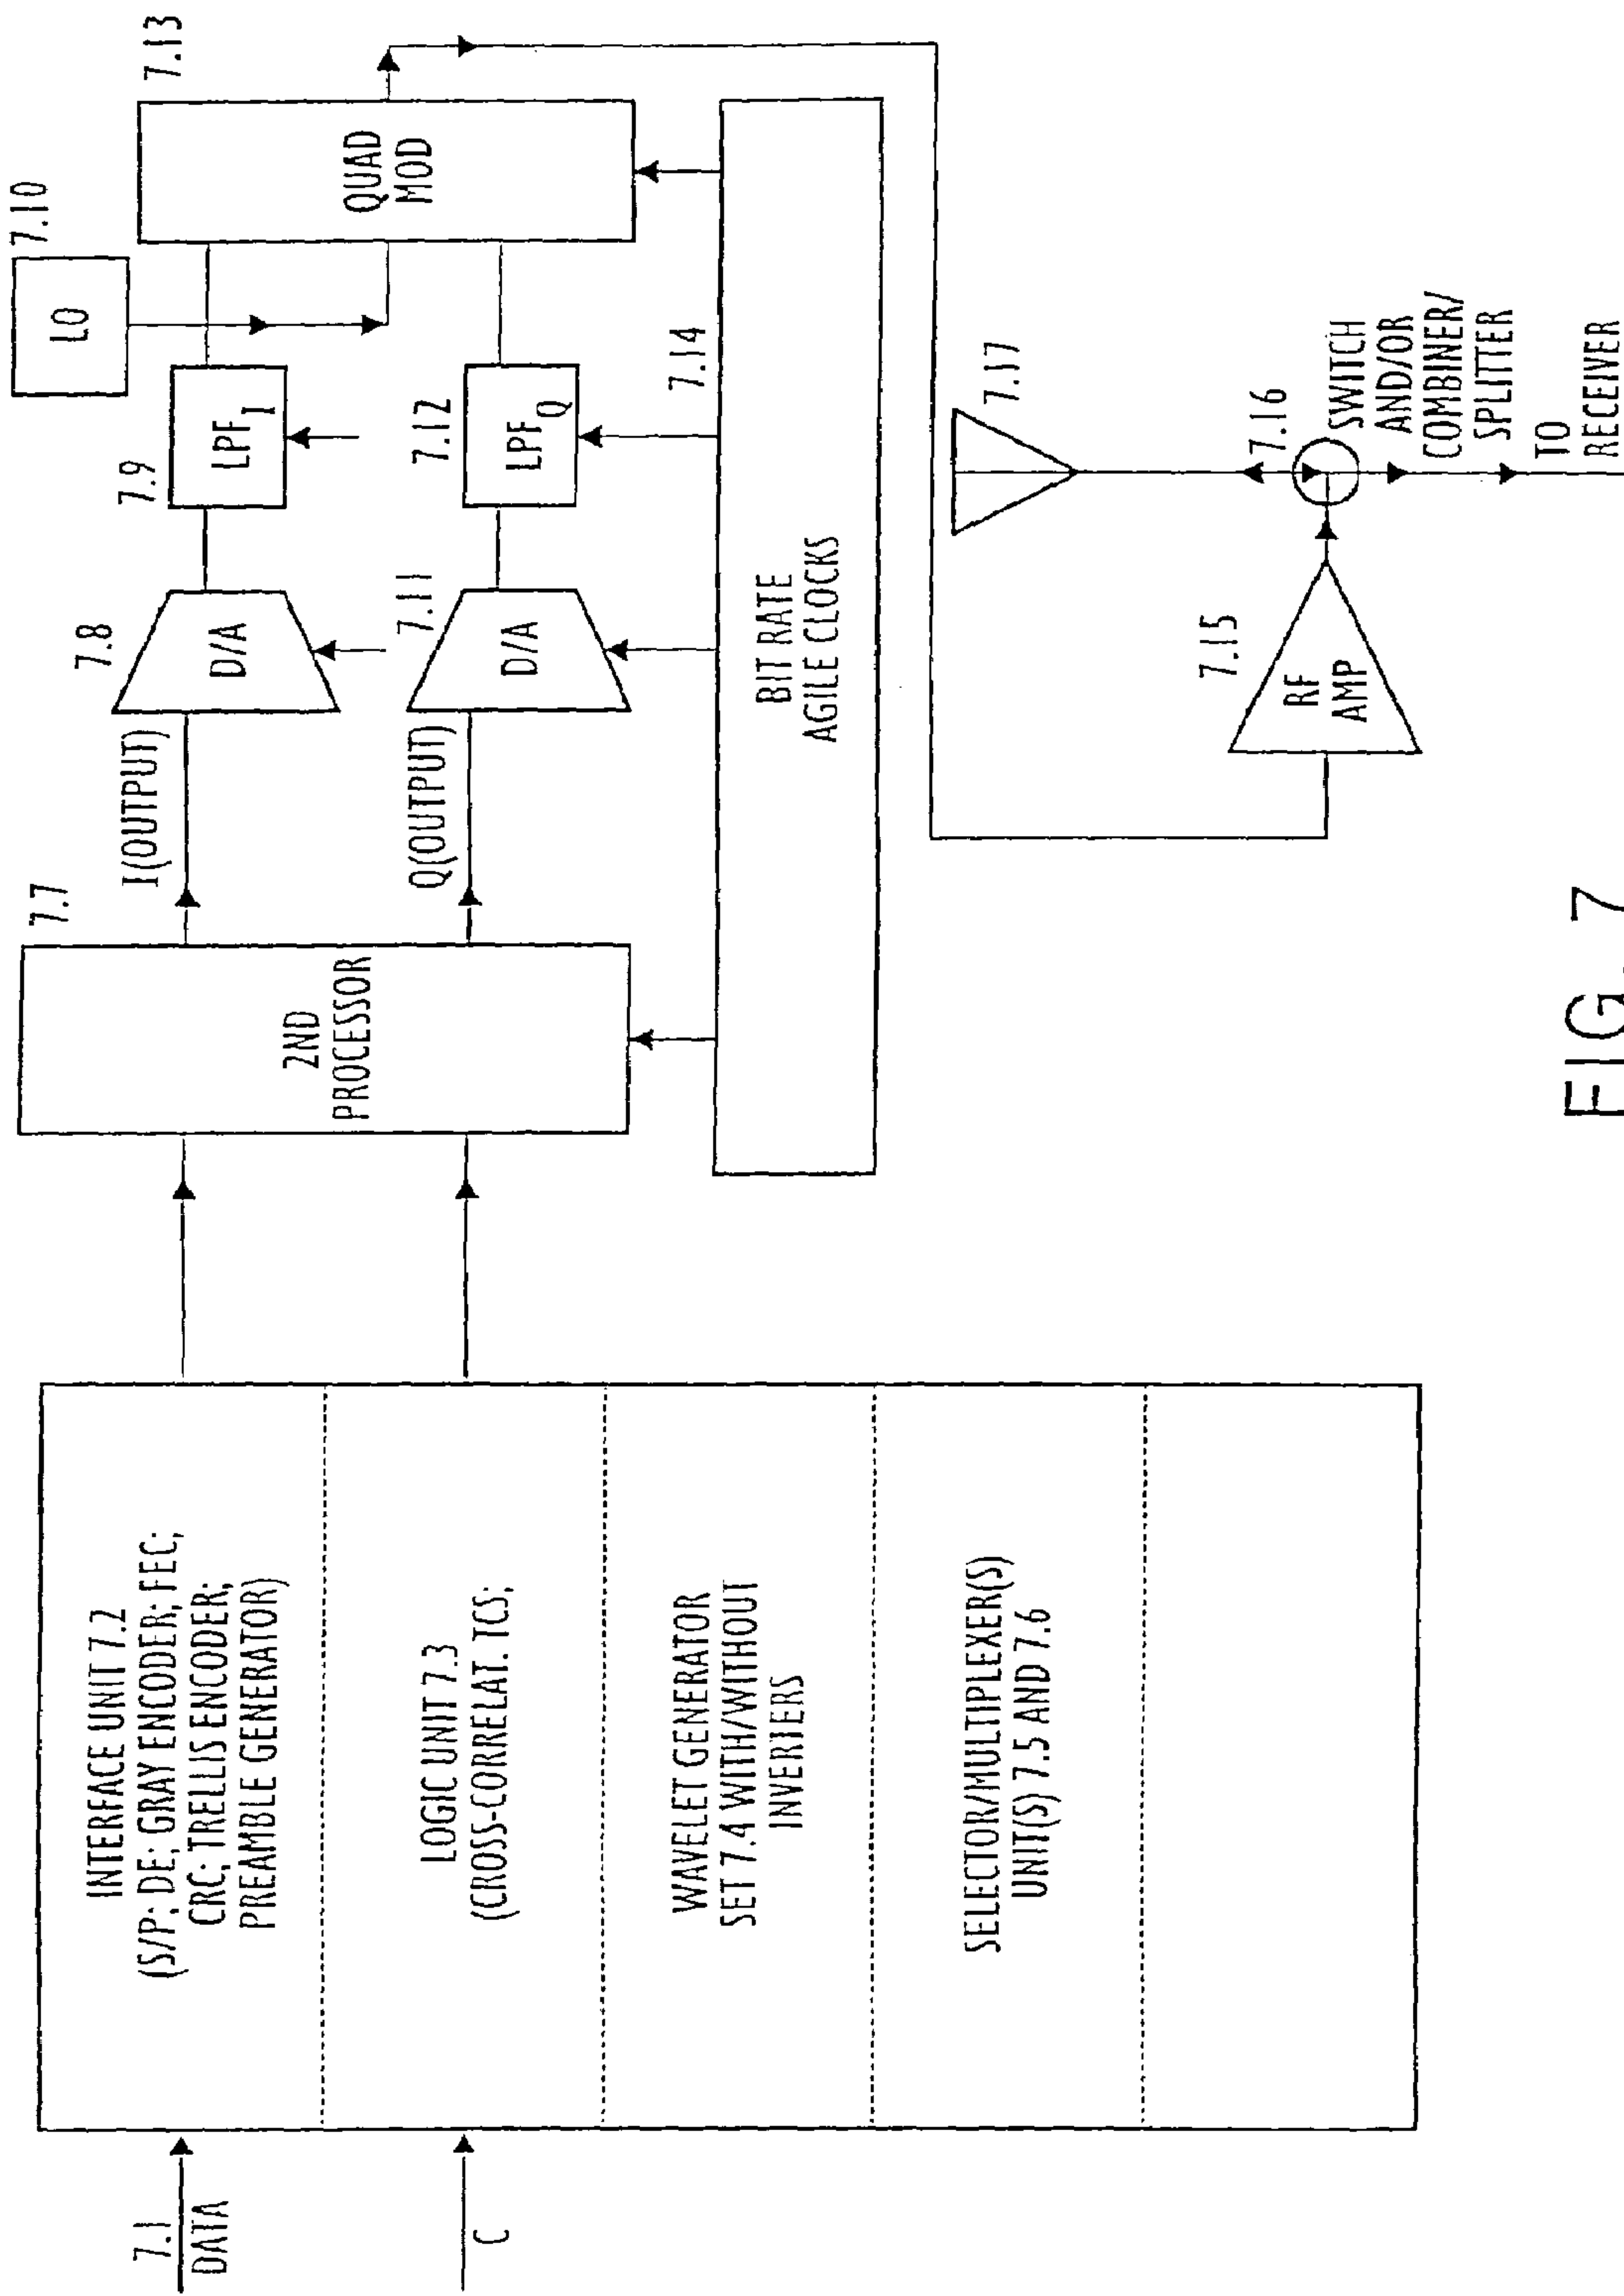 7.1
DATA
C
INTERFACE UNIT 7.2
(S/P; DE; GRAY ENCODER; FEC;
CRC; TRELLIS ENCODER;
PREAMBLE GENERATOR)
LOGIC UNIT 7.3
(CROSS-CORRELAT. TCS;
WAVELET GENERATOR
SET 7.4 WITH/WITHOUT
INVERTERS
SELECTOR/MULTIPLEXER(S)
UNIT(S) 7.5 AND 7.6
7.7
2ND
PROCESSOR
I(OUTPUT)
Q(OUTPUT)
7.8
D/A
7.11
D/A
7.9
LPF I
7.12
LPF Q
7.10
LO
7.13
QUAD
MOD
7.14
BIT RATE
AGILE CLOCKS
7.15
RF
AMP
7.17
7.16
SWITCH
AND/OR
COMBINER/
SPLITTER
TO
RECEIVER
FIG. 7